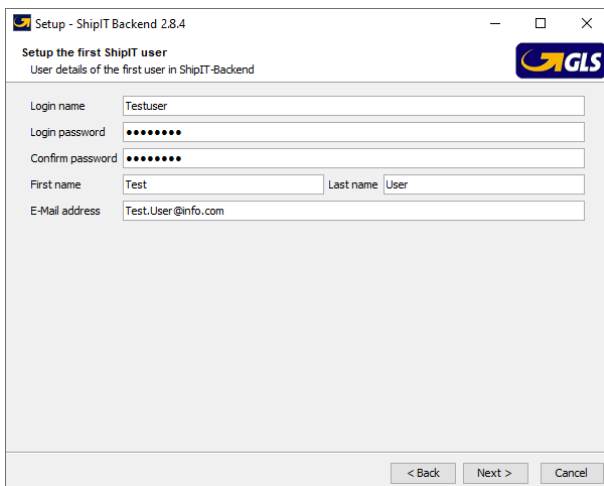 Setup - ShipIT Backend 2.8.4
Setup the first ShipIT user
User details of the first user in ShipIT-Backend
GLS
Login name Testuser
Login password ●●●●●●●●
Confirm password ●●●●●●●●
First name Test Last name User
E-Mail address Test.User@info.com
< Back Next > Cancel